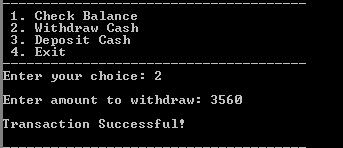 1. Check Balance
2. Withdraw Cash
3. Deposit Cash
4. Exit
Enter your choice: 2
Enter amount to withdraw: 3560
Transaction Successful!